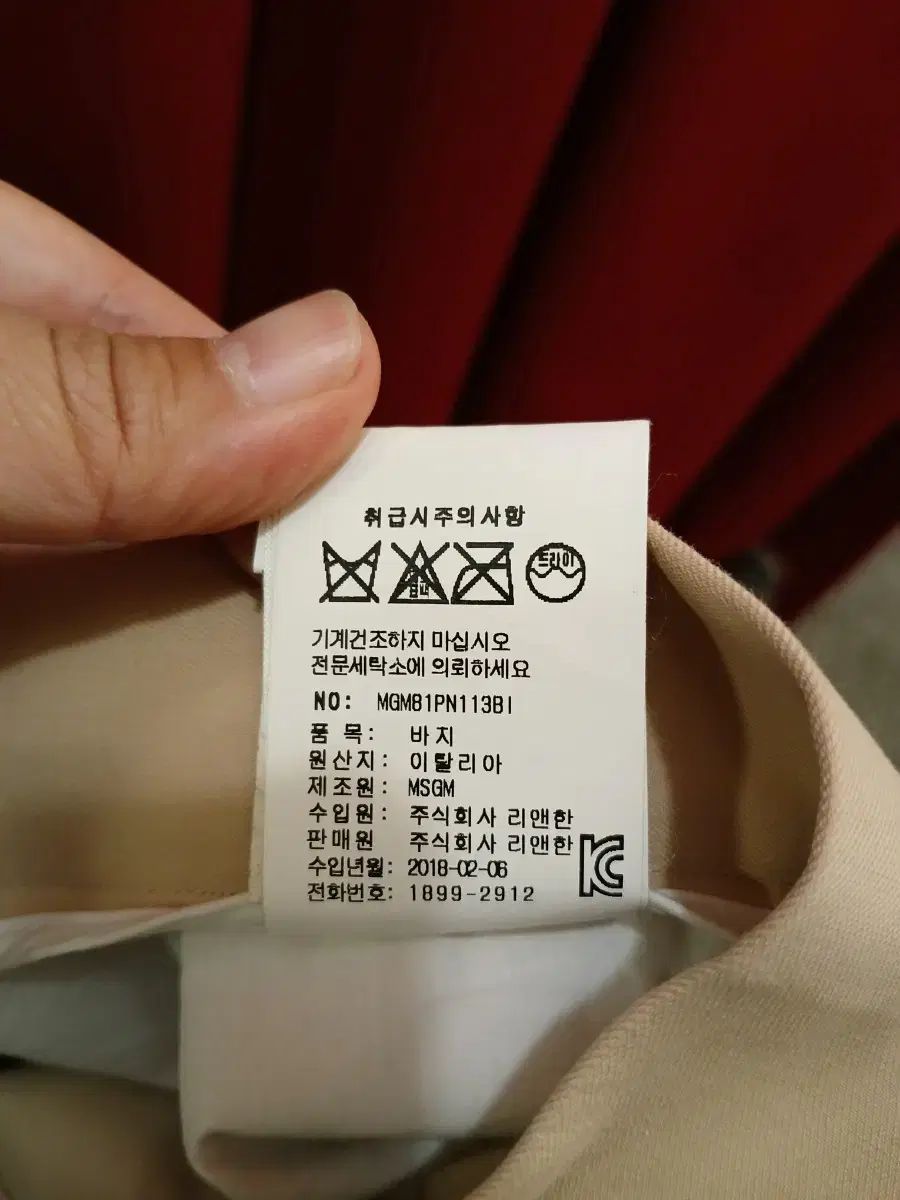 취급시주의사항
드라이
기계건조하지 마십시오
전문세탁소에 의뢰하세요
NO: MGM81PN113BI
품 목: 바지
원산지: 이탈리아
제조원: MSGM
수입원: 주식회사 리앤한
판매원 주식회사 리앤한
수입년월: 2018-02-06
전화번호: 1899-2912